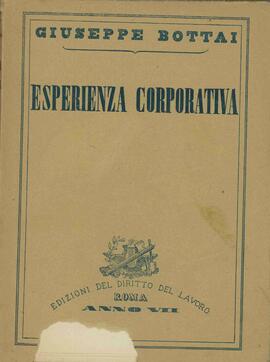 GIUSEPPE BOTTAI
ESPERIENZA CORPORATIVA
EDIZIONI DEL DIRITTO DEL LAVORO
ROMA
ANNO VII